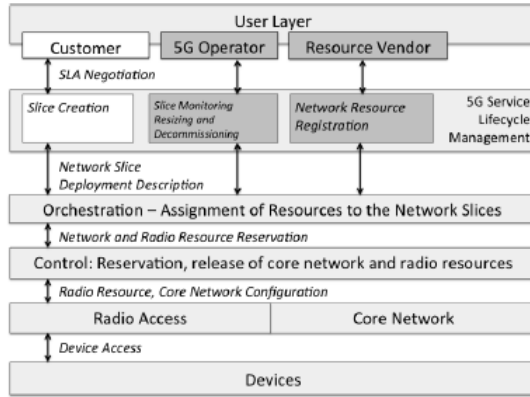 User Layer
Customer
5G Operator
Resource Vendor
SLA Negotiation
Slice Creation
Slice Monitoring
Resizing and
Decommissioning
Network Resource
Registration
5G Service
Lifecycle
Management
Network Slice
Deployment Description
Orchestration – Assignment of Resources to the Network Slices
Network and Radio Resource Reservation
Control: Reservation, release of core network and radio resources
Radio Resource, Core Network Configuration
Radio Access
Core Network
Device Access
Devices